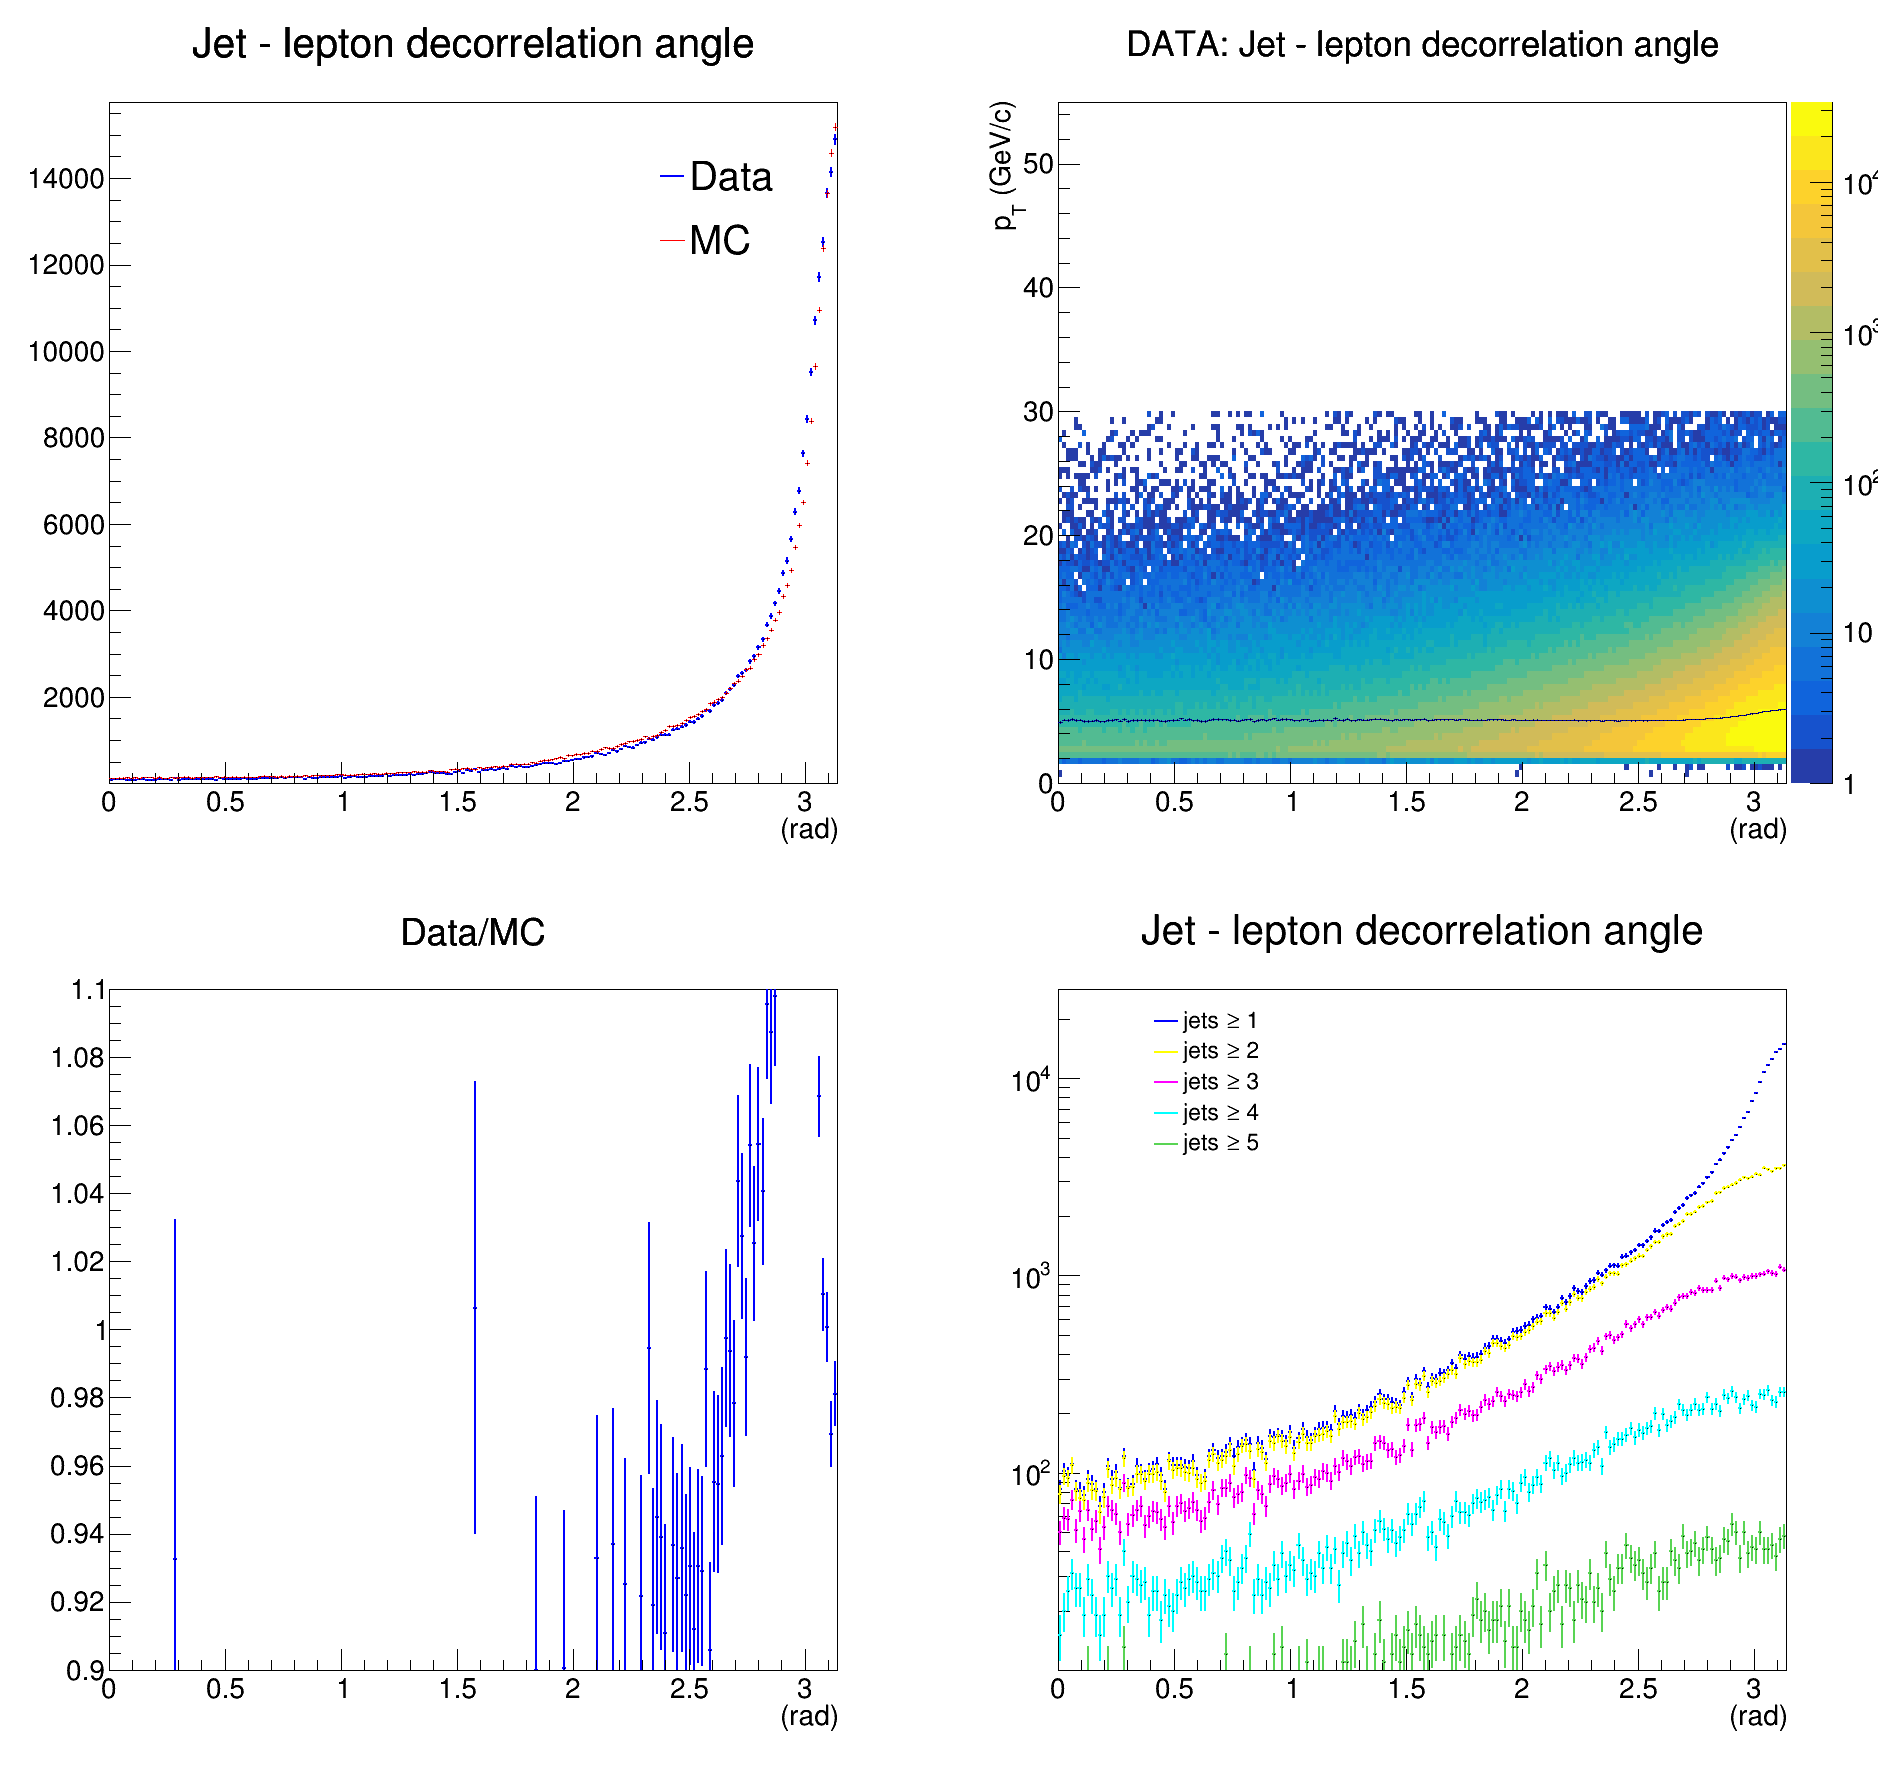 Jet - lepton decorrelation angle
14000
12000
10000
8000
6000
4000
2000
Data
MC
0 0.5 1 1.5 2 2.5 3
(rad)
DATA: Jet - lepton decorrelation angle
p_T (GeV/c)
50
40
30
20
10
0
10^4
10^3
10^2
10
1
0 0.5 1 1.5 2 2.5 3
(rad)
Data/MC
1.1
1.08
1.06
1.04
1.02
1
0.98
0.96
0.94
0.92
0.9
0 0.5 1 1.5 2 2.5 3
(rad)
Jet - lepton decorrelation angle
jets ≥ 1
jets ≥ 2
jets ≥ 3
jets ≥ 4
jets ≥ 5
10^4
10^3
10^2
0 0.5 1 1.5 2 2.5 3
(rad)